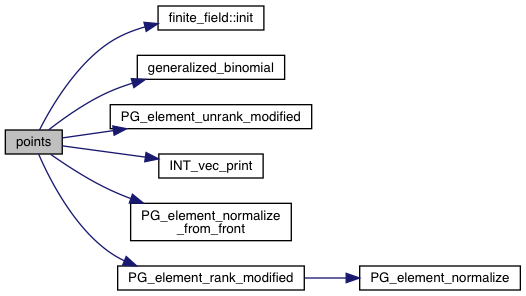 finite_field::init
generalized_binomial
PG_element_unrank_modified
points
INT_vec_print
PG_element_normalize
_from_front
PG_element_rank_modified
PG_element_normalize